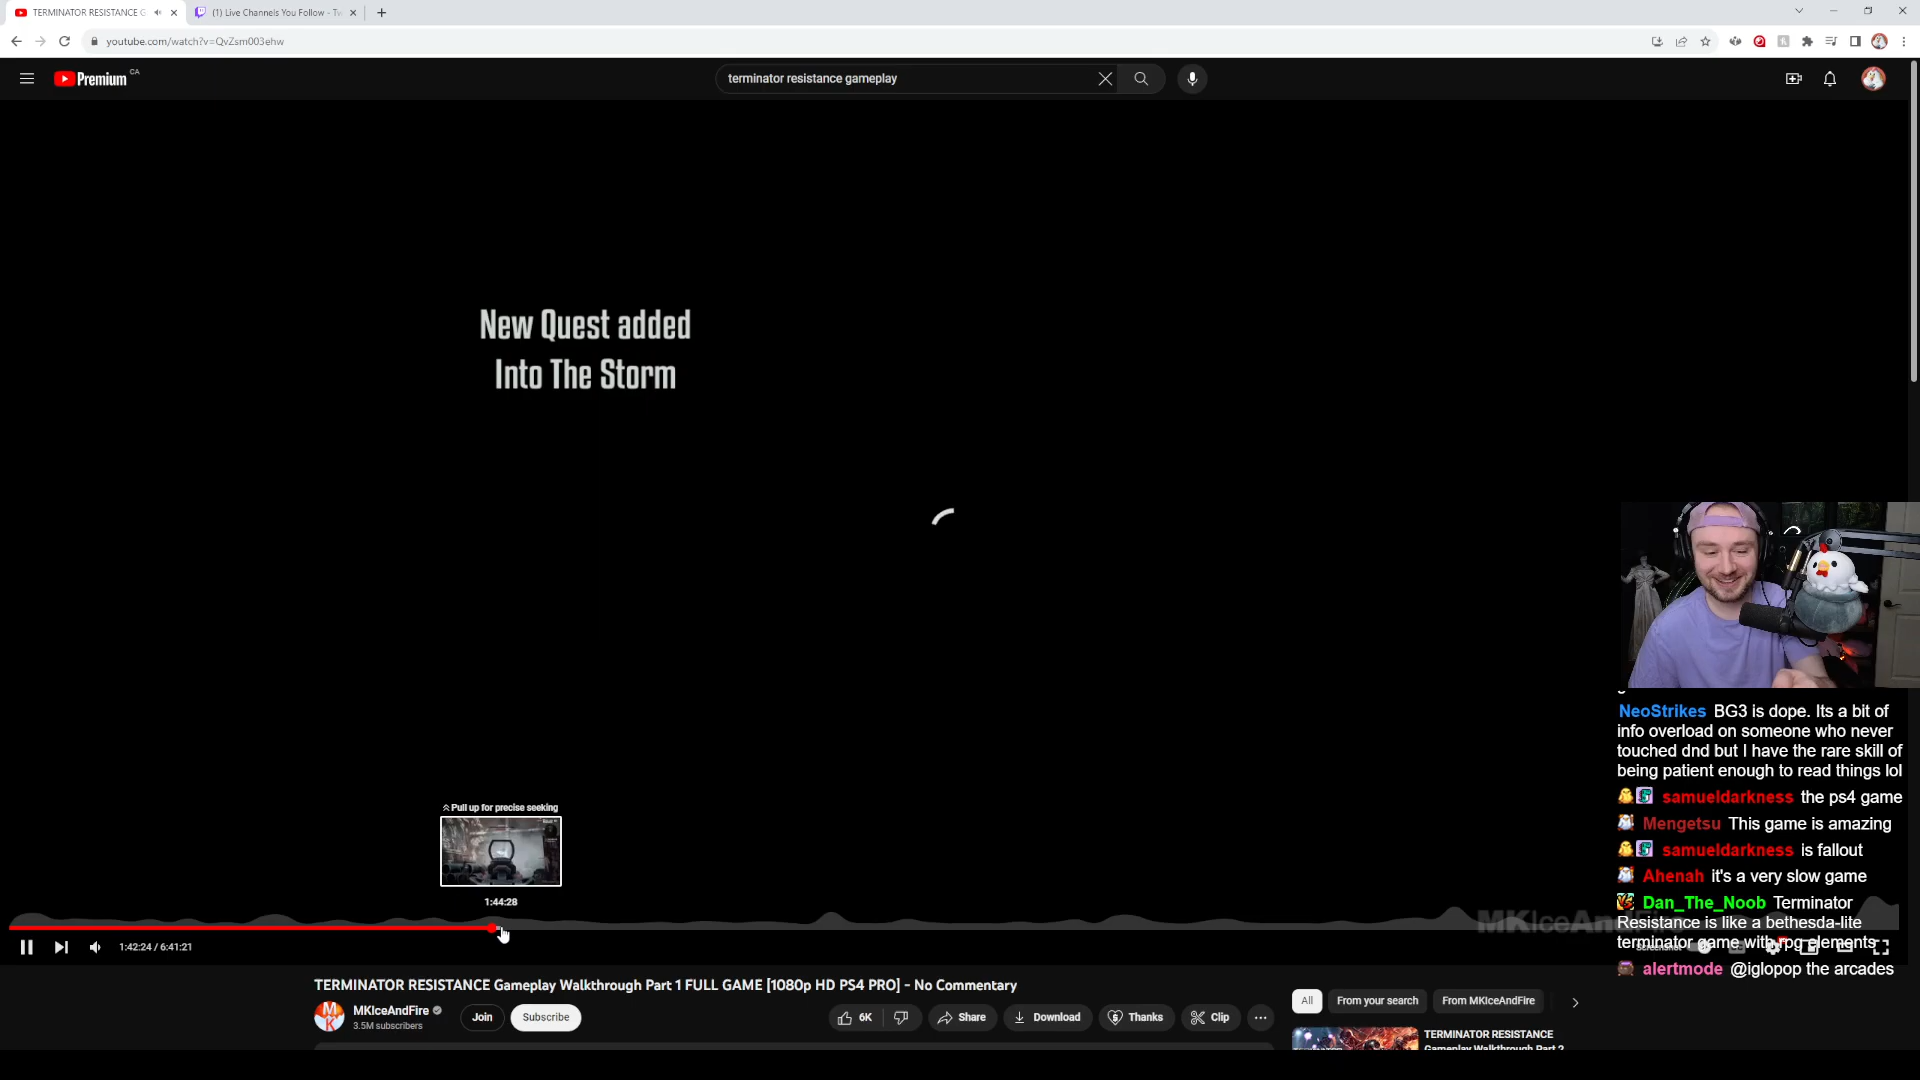 TERMINATOR RESISTANCE G
(1) Live Channels You Follow - Tw
youtube.com/watch?v=QvZsm003ehw
Premium CA
terminator resistance gameplay
New Quest added
Into The Storm
Pull up for precise seeking
1:44:28
MKIceAndFire
1:42:24 / 6:41:21
NeoStrikes BG3 is dope. Its a bit of
info overload on someone who never
touched dnd but I have the rare skill of
being patient enough to read things lol
samueldarkness the ps4 game
Mengetsu This game is amazing
samueldarkness is fallout
Ahenah it's a very slow game
Dan_The_Noob Terminator
Resistance is like a bethesda-lite
terminator game with rpg elements
alertmode @iglopop the arcades
TERMINATOR RESISTANCE Gameplay Walkthrough Part 1 FULL GAME [1080p HD PS4 PRO] - No Commentary
MKIceAndFire
3.5M subscribers
Join
Subscribe
6K
Share
Download
Thanks
Clip
All
From your search
From MKIceAndFire
TERMINATOR RESISTANCE
Gameplay Walkthrough Part 2